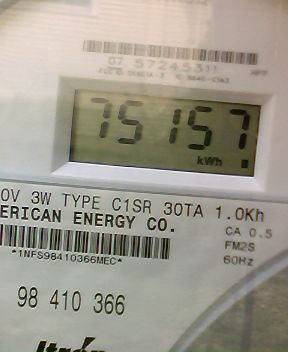 07 57245311
75157
kWh
0V 3W TYPE C1SR 30TA 1.0Kh
ERICAN ENERGY CO.
CA 0.5
FM2S
*1NFS98410366MEC*
60Hz
98 410 366
Itron